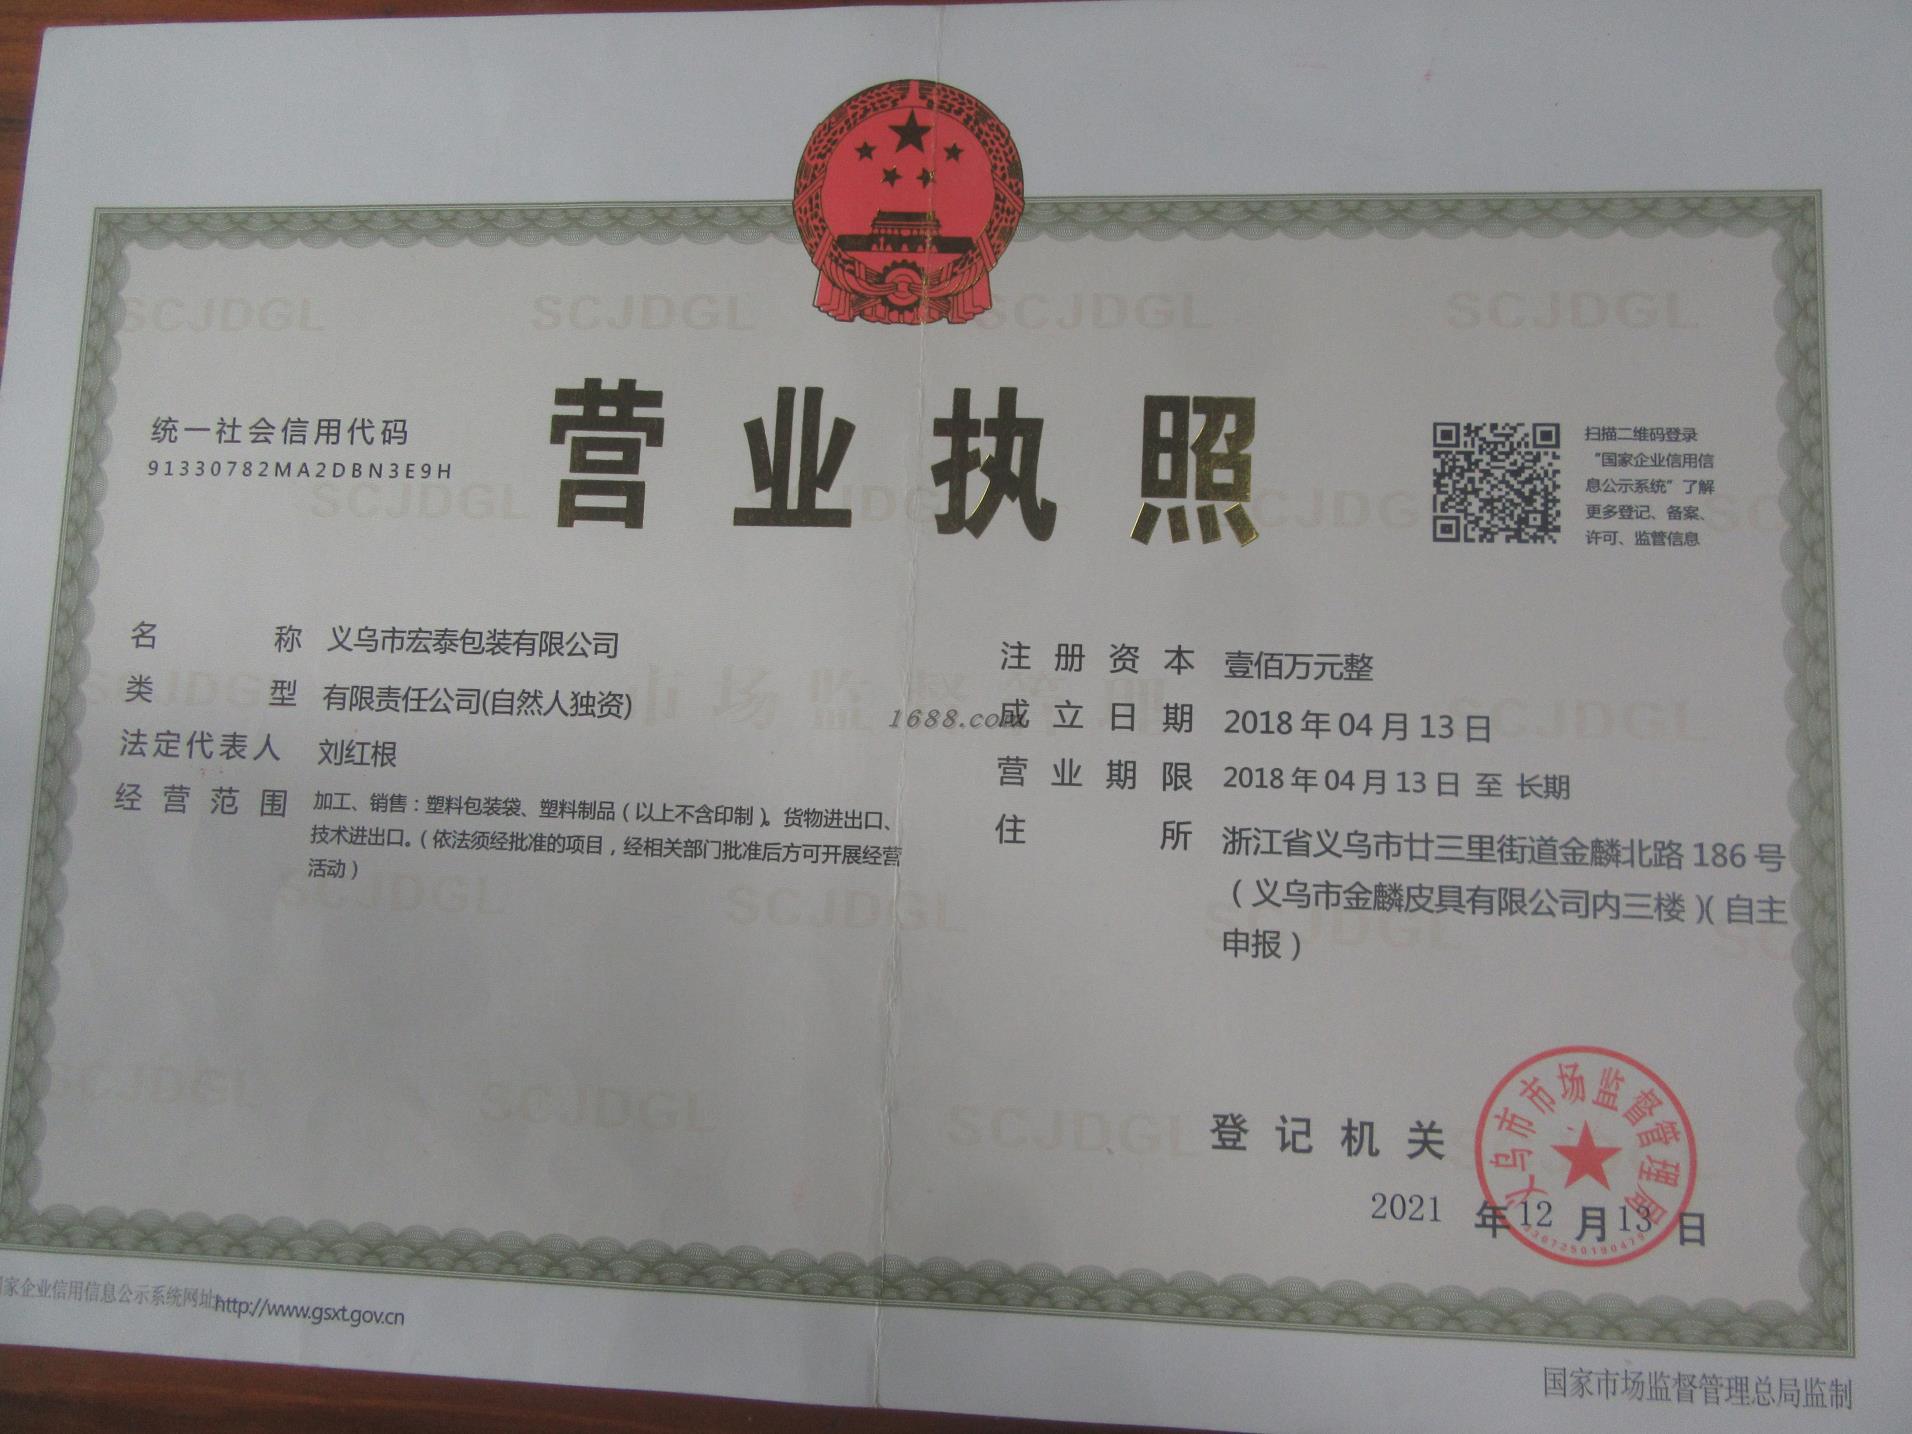 营业执照
统一社会信用代码
91330782MA2DBN3E9H
扫描二维码登录
“国家企业信用信
息公示系统”了解
更多登记、备案、
许可、监管信息
名称 义乌市宏泰包装有限公司
类型 有限责任公司(自然人独资)
法定代表人 刘红根
经营范围 加工、销售：塑料包装袋、塑料制品（以上不含印制）。货物进出口、
技术进出口。（依法须经批准的项目，经相关部门批准后方可开展经营
活动）
注册资本 壹佰万元整
成立日期 2018年04月13日
营业期限 2018年04月13日 至 长期
住所 浙江省义乌市廿三里街道金麟北路186号
（义乌市金麟皮具有限公司内三楼）（自主
申报）
1688.com
市场监督管理
SCJDGL
登记机关
义乌市市场监督管理局
2021年12月13日
国家企业信用信息公示系统网址:http://www.gsxt.gov.cn
国家市场监督管理总局监制